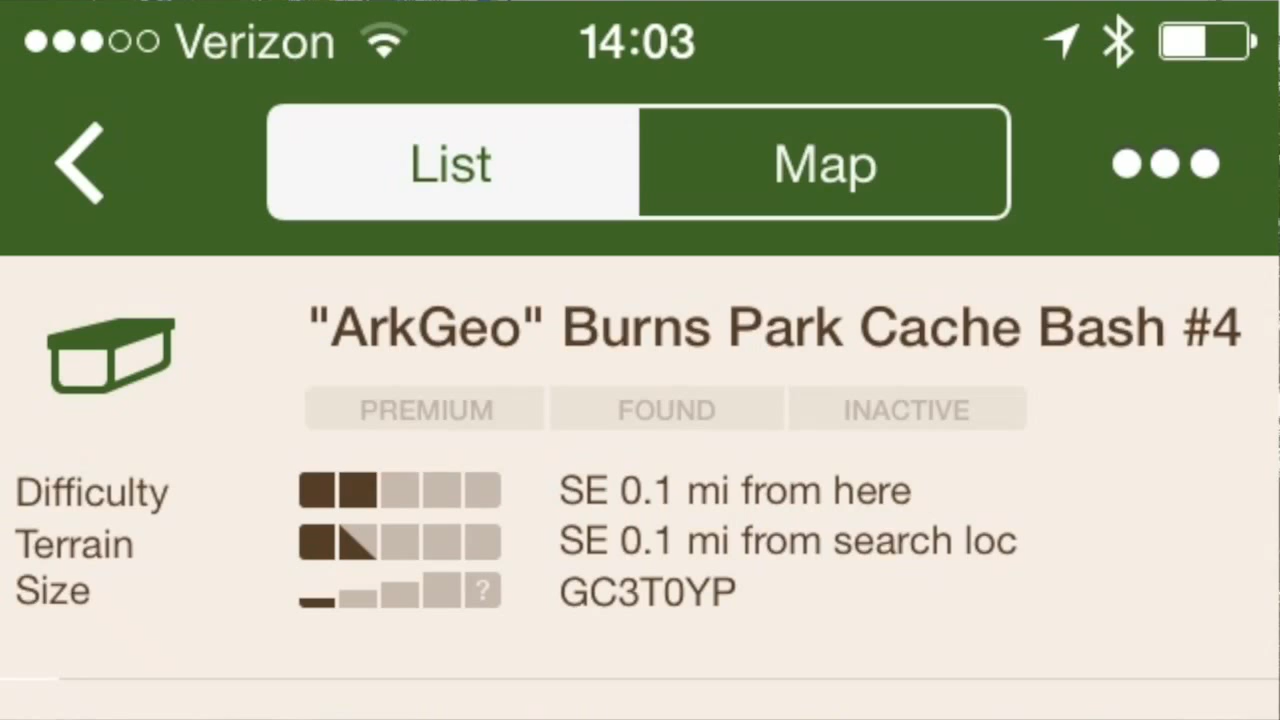 Verizon 14:03
List Map
"ArkGeo" Burns Park Cache Bash #4
PREMIUM FOUND INACTIVE
Difficulty SE 0.1 mi from here
Terrain SE 0.1 mi from search loc
Size ? GC3T0YP